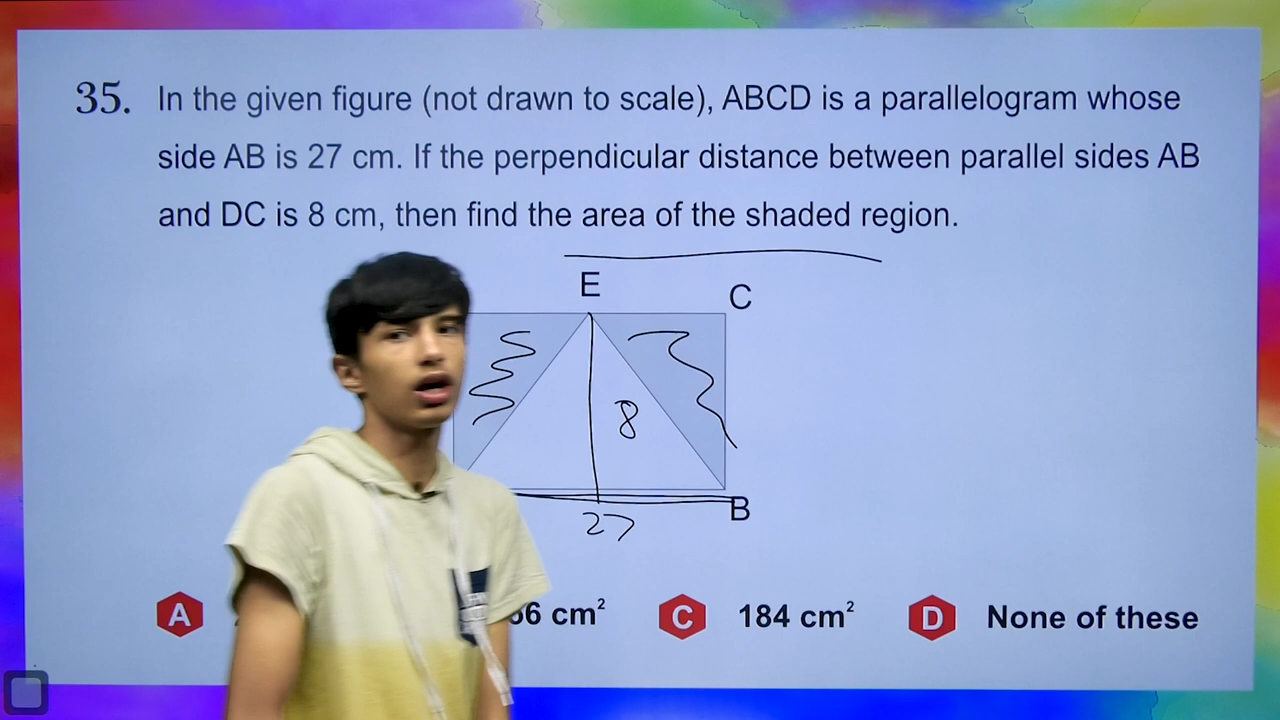 35. In the given figure (not drawn to scale), ABCD is a parallelogram whose
side AB is 27 cm. If the perpendicular distance between parallel sides AB
and DC is 8 cm, then find the area of the shaded region.
E
C
8
B
27
A
cm²
C 184 cm²
D None of these